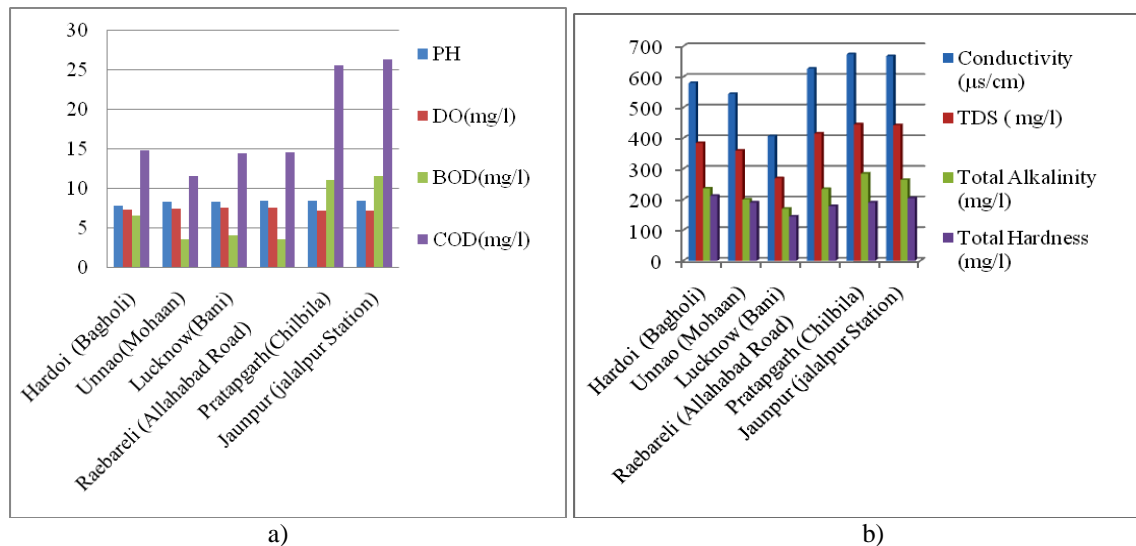 30
25
20
15
10
5
0
PH
DO(mg/l)
BOD(mg/l)
COD(mg/l)
Hardoi (Bagholi)
Unnao(Mohaan)
Lucknow(Bani)
Raebareli (Allahabad Road)
Pratapgarh(Chilbila)
Jaunpur (jalalpur Station)
a)
700
600
500
400
300
200
100
0
Conductivity
(µs/cm)
TDS ( mg/l)
Total Alkalinity
(mg/l)
Total Hardness
(mg/l)
Hardoi (Bagholi)
Unnao (Mohaan)
Lucknow (Bani)
Raebareli (Allahabad Road)
Pratapgarh (Chilbila)
Jaunpur (jalalpur Station)
b)